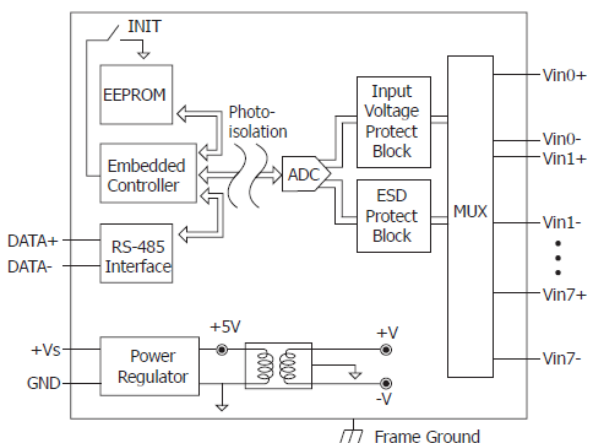 INIT
EEPROM
Photo-
isolation
Embedded
Controller
ADC
Input
Voltage
Protect
Block
ESD
Protect
Block
MUX
Vin0+
Vin0-
Vin1+
Vin1-
Vin7+
Vin7-
DATA+
DATA-
RS-485
Interface
+Vs
GND
Power
Regulator
+5V
+V
-V
Frame Ground